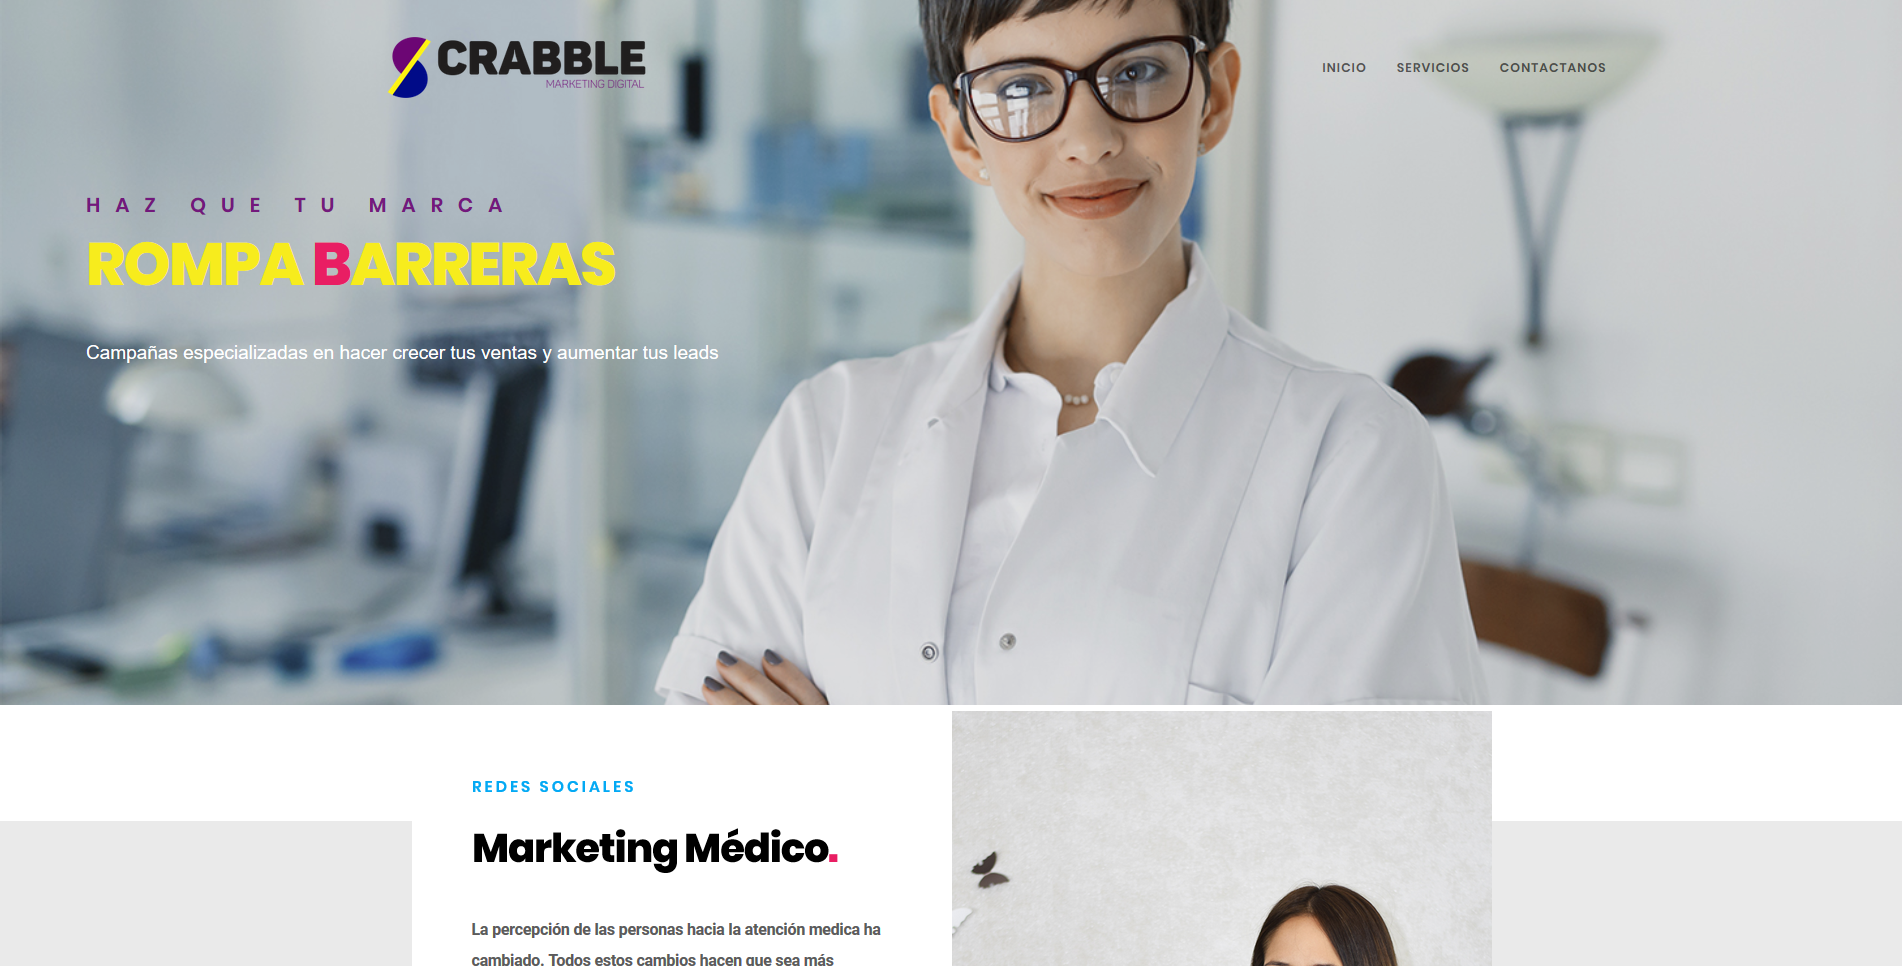 CRABBLE
MARKETING DIGITAL
INICIO SERVICIOS CONTACTANOS
HAZ QUE TU MARCA
ROMPA BARRERAS
Campañas especializadas en hacer crecer tus ventas y aumentar tus leads
REDES SOCIALES
Marketing Médico.
La percepción de las personas hacia la atención medica ha
cambiado. Todos estos cambios hacen que sea más